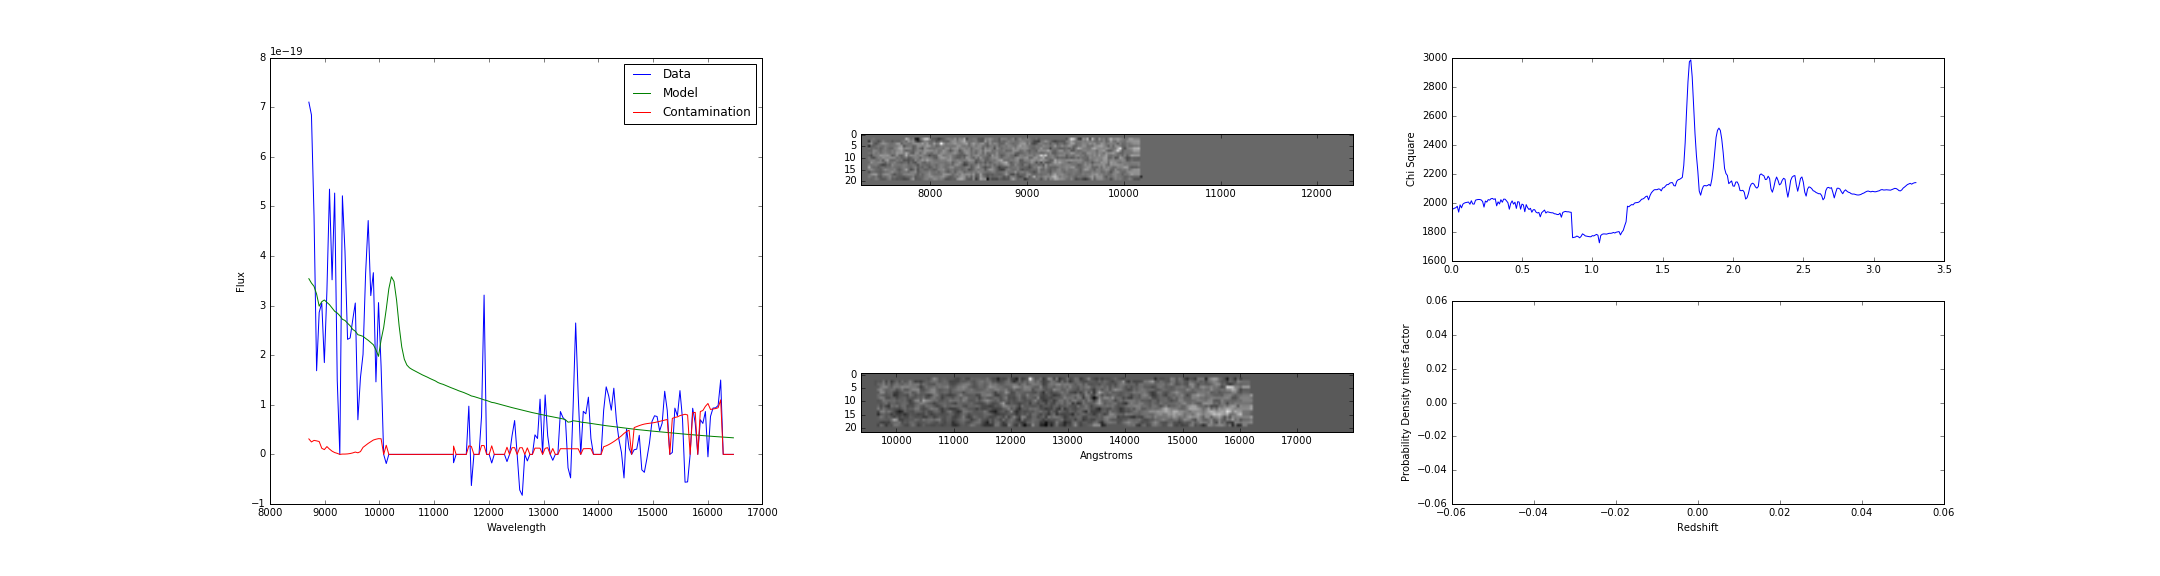 1e−19
8
7
6
5
4
3
2
1
0
−1
8000 9000 10000 11000 12000 13000 14000 15000 16000 17000
Flux
Wavelength
Data
Model
Contamination
0
5
10
15
20
8000 9000 10000 11000 12000
0
5
10
15
20
10000 11000 12000 13000 14000 15000 16000 17000
Angstroms
3000
2800
2600
2400
2200
2000
1800
1600
0.0 0.5 1.0 1.5 2.0 2.5 3.0 3.5
Chi Square
0.06
0.04
0.02
0.00
−0.02
−0.04
−0.06
−0.06 −0.04 −0.02 0.00 0.02 0.04 0.06
Probability Density times factor
Redshift